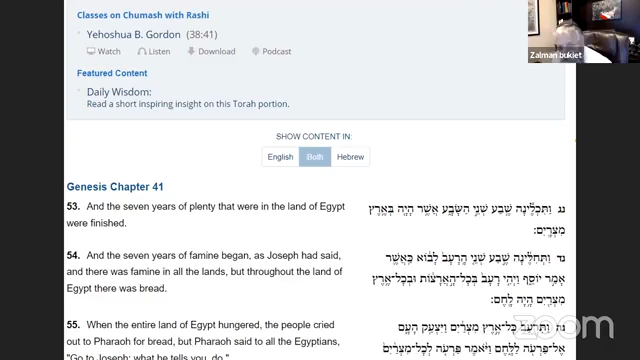 Classes on Chumash with Rashi
Yehoshua B. Gordon (38:41)
Watch Listen Download Podcast
Featured Content
Daily Wisdom:
Read a short inspiring insight on this Torah portion.
Zalman bukiet
SHOW CONTENT IN:
English Both Hebrew
Genesis Chapter 41
53. And the seven years of plenty that were in the land of Egypt
were finished.
נג וַתִּכְלֶ֕ינָה שֶׁ֖בַע שְׁנֵ֣י הַשָּׂבָ֑ע אֲשֶׁ֥ר הָיָ֖ה בְּאֶ֥רֶץ
מִצְרָֽיִם:
54. And the seven years of famine began, as Joseph had said,
and there was famine in all the lands, but throughout the land of
Egypt there was bread.
נד וַתְּחִלֶּ֜ינָה שֶׁ֣בַע שְׁנֵ֤י הָֽרָעָב֙ לָב֔וֹא כַּֽאֲשֶׁ֖ר
אָמַ֣ר יוֹסֵ֑ף וַיְהִ֤י רָעָב֙ בְּכָל־הָ֣אֲרָצ֔וֹת וּבְכָל־אֶ֥רֶץ
מִצְרַ֖יִם הָ֥יָה לָֽחֶם:
55. When the entire land of Egypt hungered, the people cried
out to Pharaoh for bread, but Pharaoh said to all the Egyptians,
"Go to Joseph; what he tells you, do."
נה וַתִּרְעַב֙ כָּל־אֶ֣רֶץ מִצְרַ֔יִם וַיִּצְעַ֥ק הָעָ֛ם
אֶל־פַּרְעֹ֖ה לַלָּ֑חֶם וַיֹּ֨אמֶר פַּרְעֹ֤ה לְכָל־מִצְרַ֨יִם֙
zoom